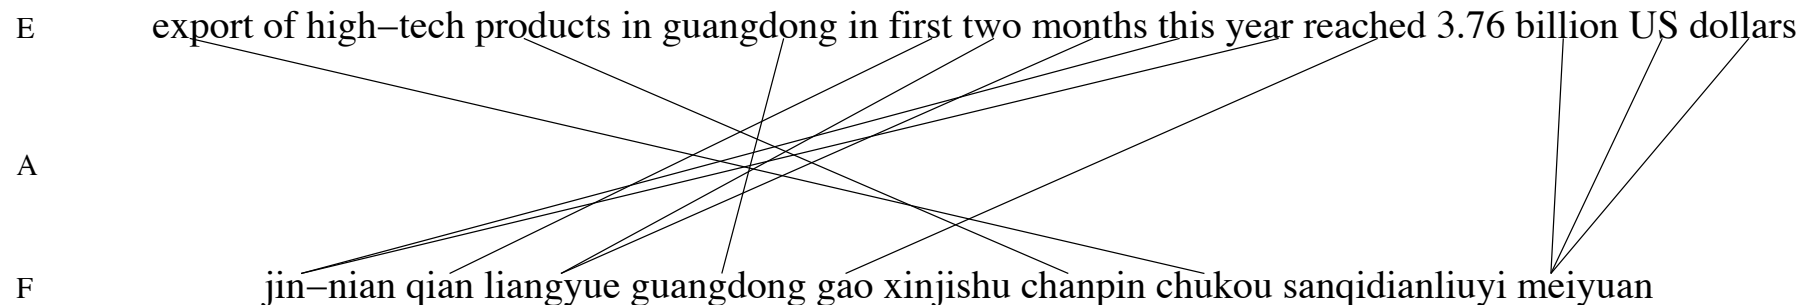 E export of high–tech products in guangdong in first two months this year reached 3.76 billion US dollars
A
F jin–nian qian liangyue guangdong gao xinjishu chanpin chukou sanqidianliuyi meiyuan